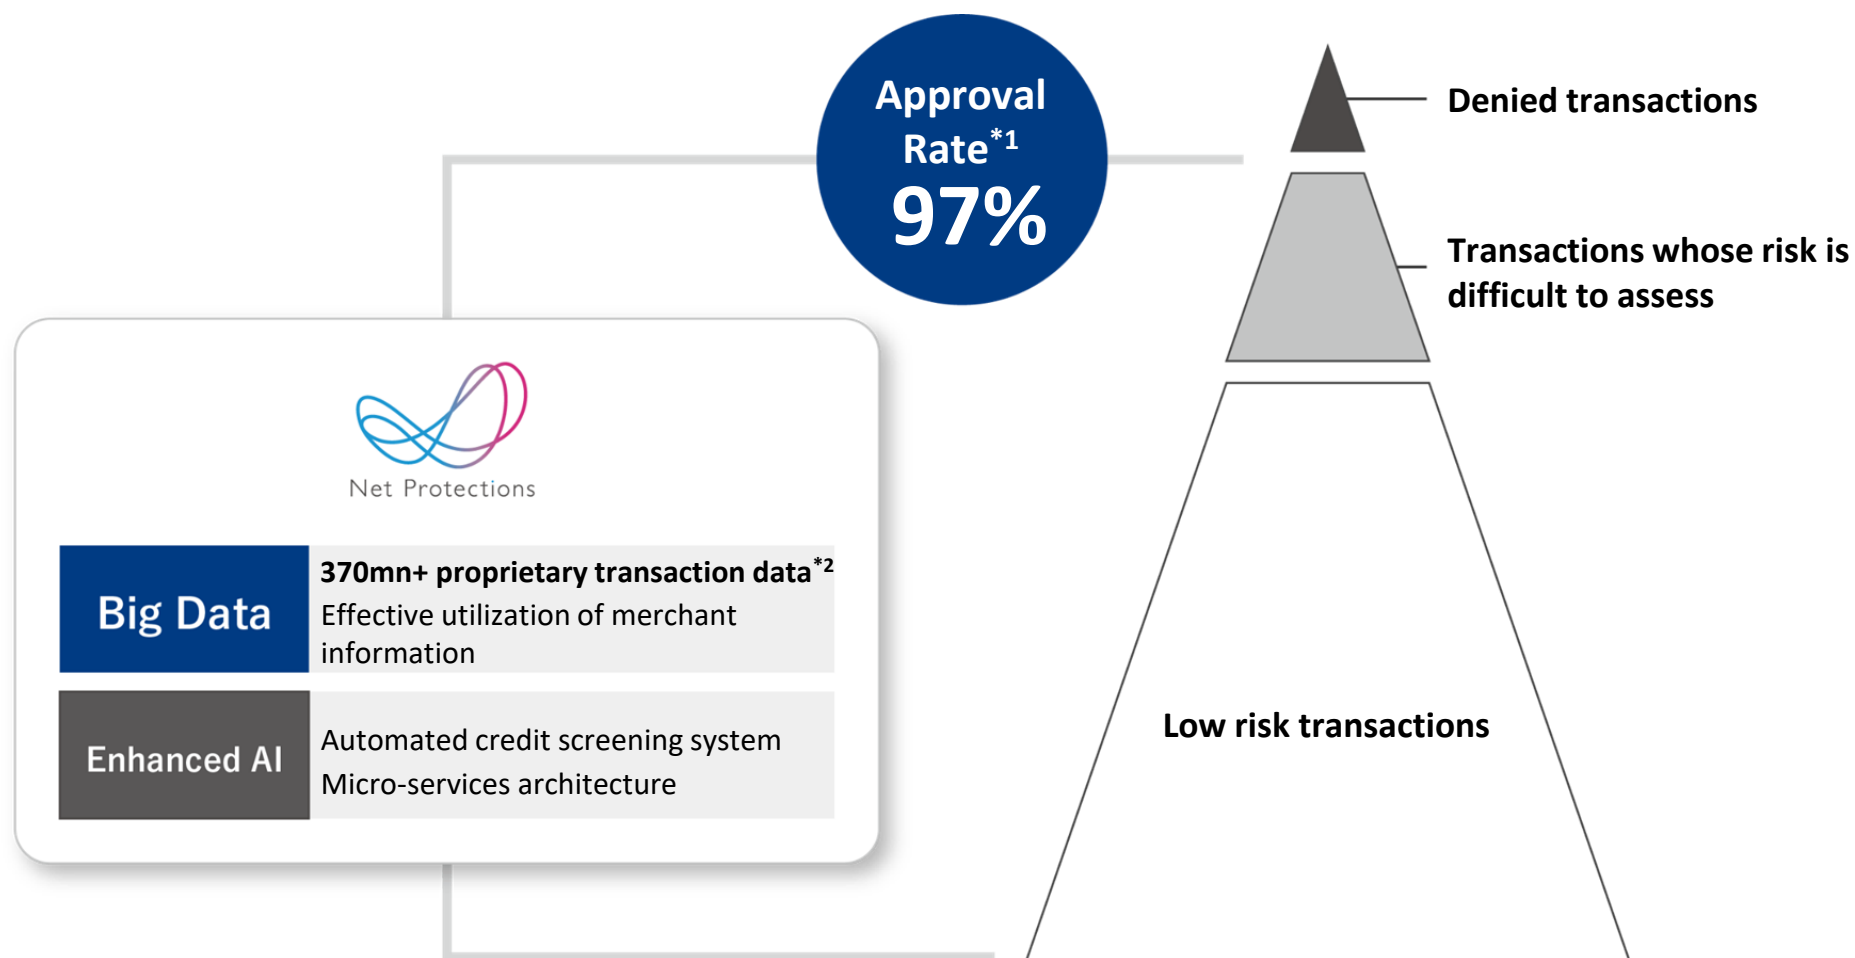 Approval
Rate*1
97%
Denied transactions
Transactions whose risk is
difficult to assess
Net Protections
Big Data
370mn+ proprietary transaction data*2
Effective utilization of merchant
information
Enhanced AI
Automated credit screening system
Micro-services architecture
Low risk transactions